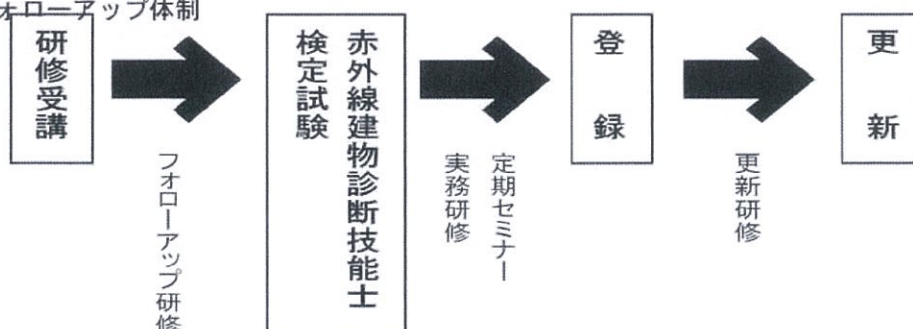 ォローアップ体制
研修受講
フォローアップ研修
赤外線建物診断技能士
検定試験
定期セミナー
実務研修
登録
更新研修
更新